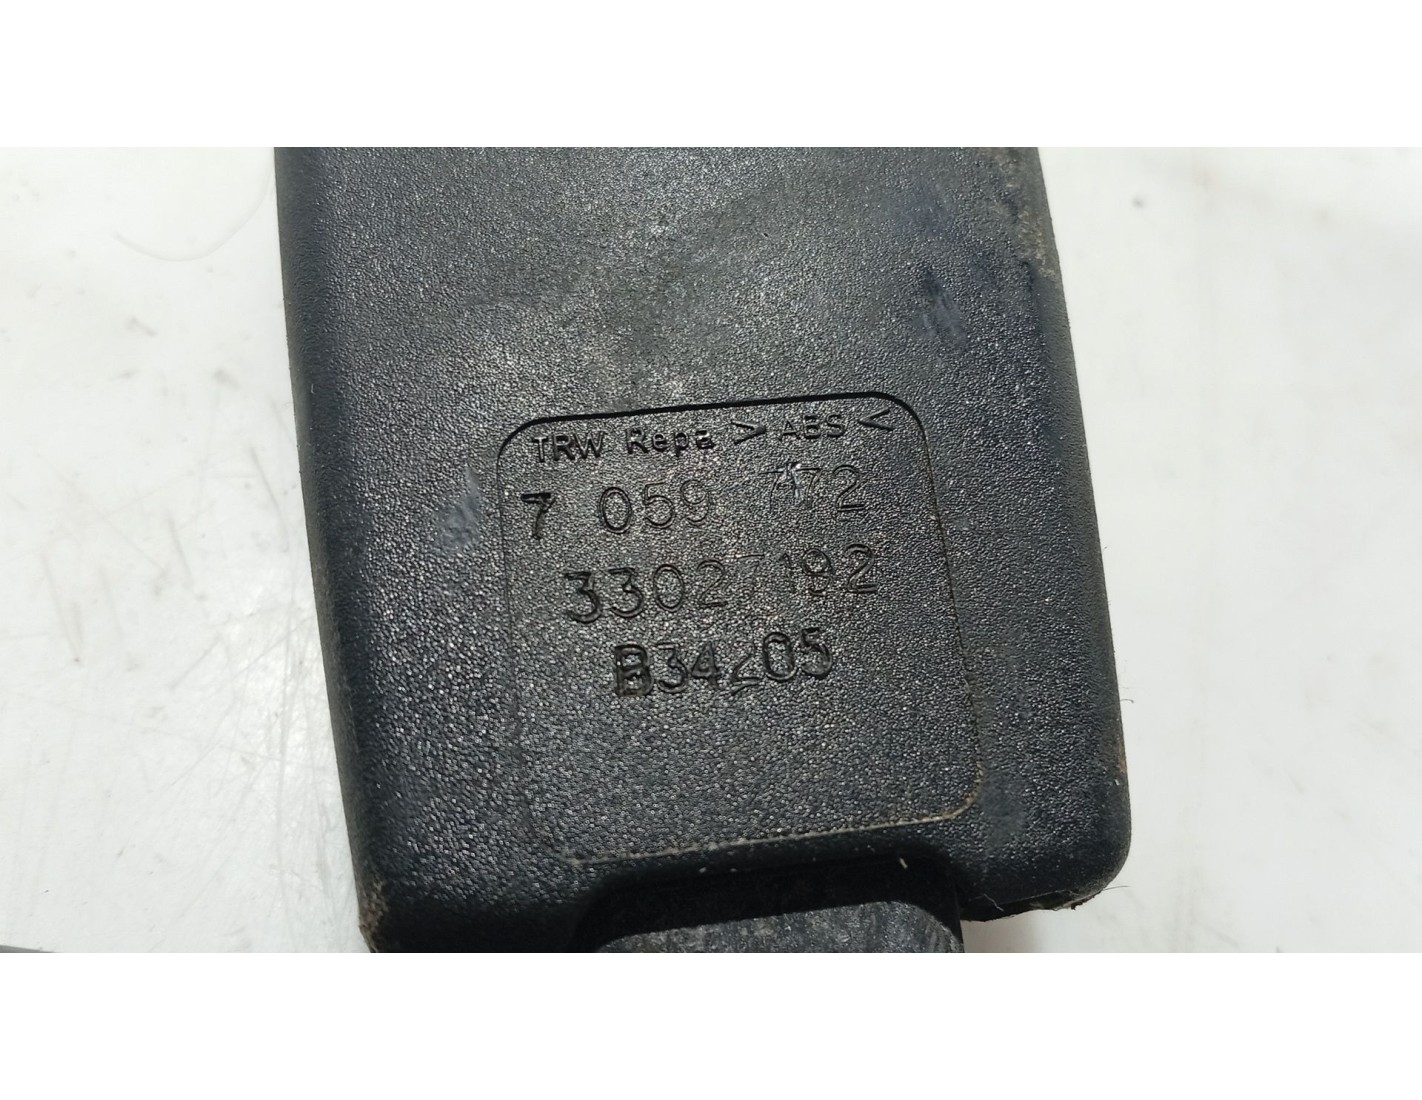 TRW Repa > ABS <
7 059 772
33027192
B34205